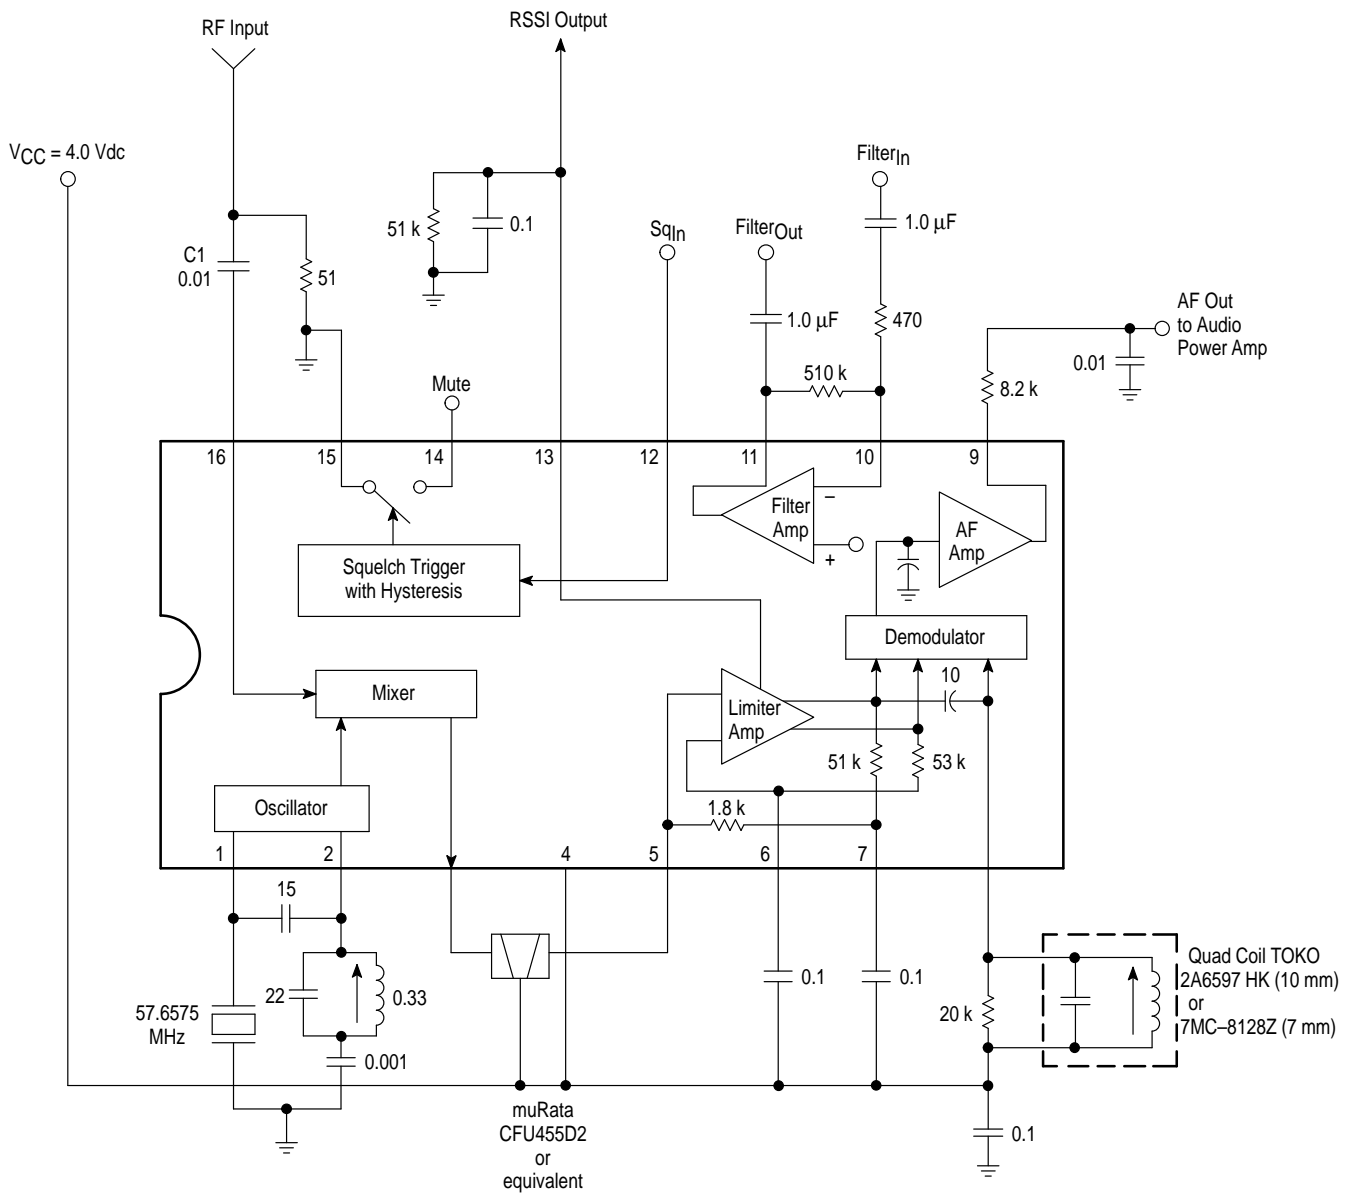 RF Input
RSSI Output
VCC = 4.0 Vdc
FilterIn
51 k
0.1
SqIn
FilterOut
1.0 µF
C1
0.01
51
1.0 µF
470
AF Out
to Audio
Power Amp
0.01
510 k
8.2 k
Mute
16
15
14
13
12
11
10
9
Filter
Amp
–
+
AF
Amp
Squelch Trigger
with Hysteresis
Demodulator
Mixer
10
Limiter
Amp
51 k
53 k
Oscillator
1.8 k
1
2
4
5
6
7
15
22
0.33
57.6575
MHz
0.001
0.1
0.1
20 k
Quad Coil TOKO
2A6597 HK (10 mm)
or
7MC–8128Z (7 mm)
muRata
CFU455D2
or
equivalent
0.1